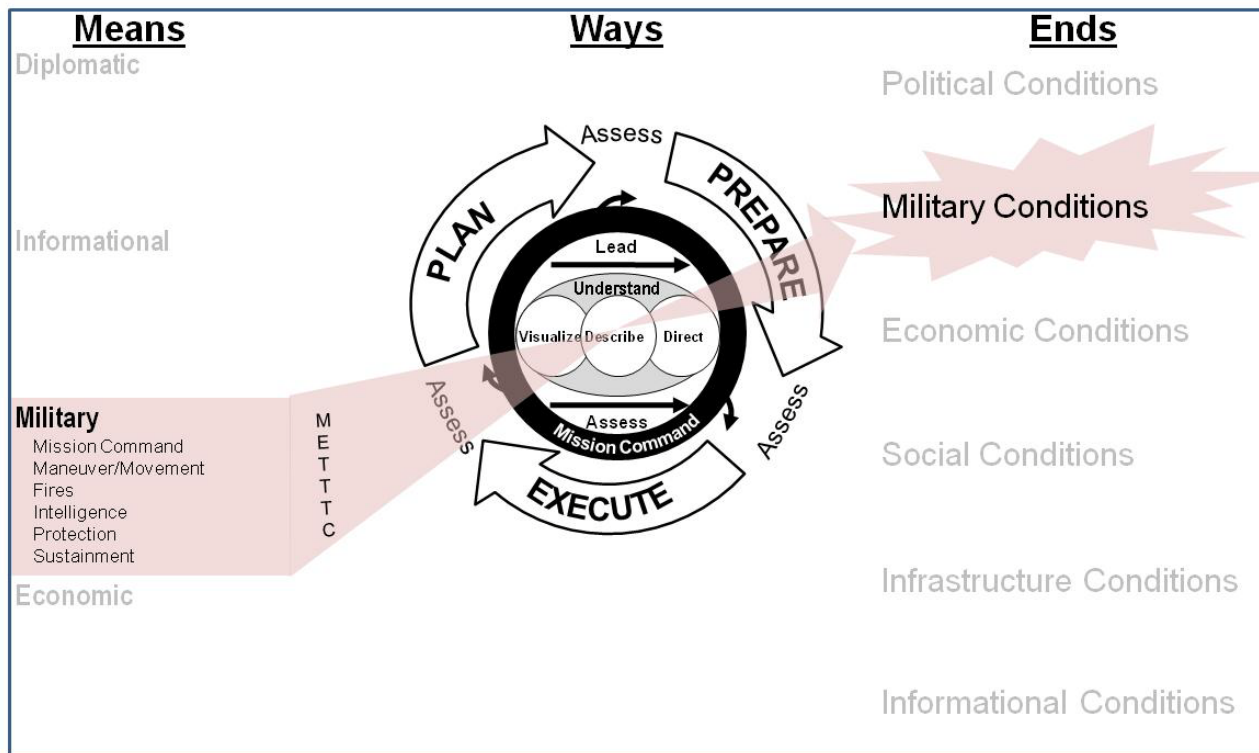 Means
Ways
Ends
Diplomatic
Informational
Military
Mission Command
Maneuver/Movement
Fires
Intelligence
Protection
Sustainment
Economic
M
E
T
T
T
C
Assess
PLAN
PREPARE
Lead
Understand
Visualize
Describe
Direct
Assess
Mission Command
Assess
Assess
EXECUTE
Political Conditions
Military Conditions
Economic Conditions
Social Conditions
Infrastructure Conditions
Informational Conditions